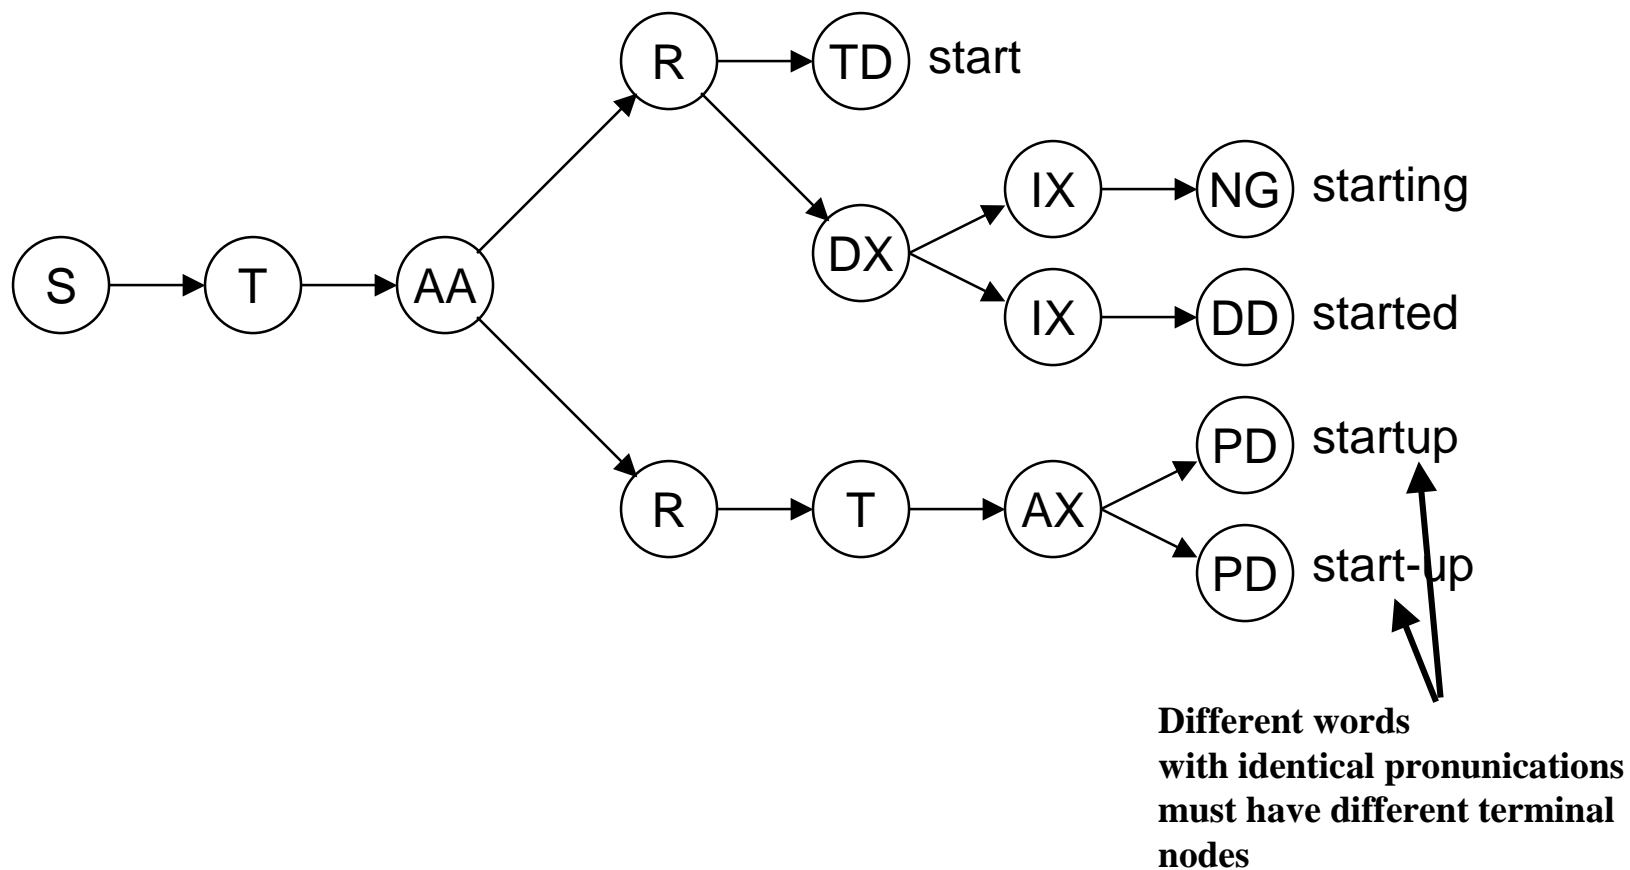 R TD start
IX NG starting
DX
S T AA
IX DD started
PD startup
R T AX
PD start-up
Different words
with identical pronunications
must have different terminal
nodes